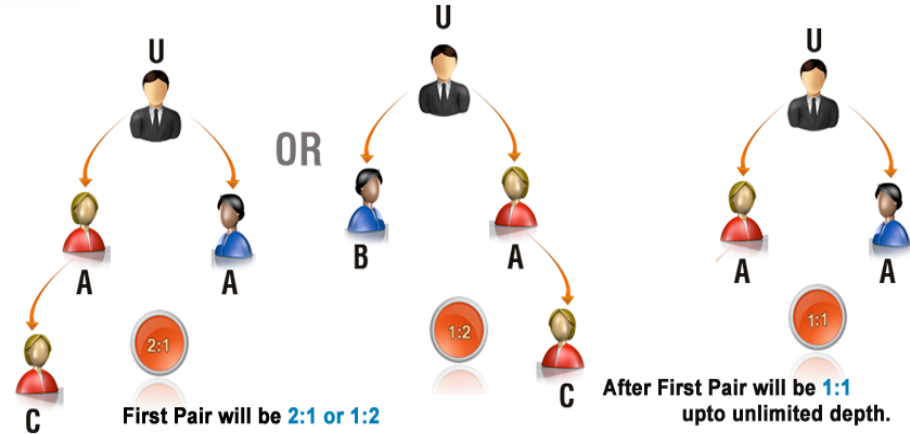 U
U
U
OR
A
A
B
A
A
A
2:1
1:2
1:1
C
C
First Pair will be 2:1 or 1:2
After First Pair will be 1:1
upto unlimited depth.